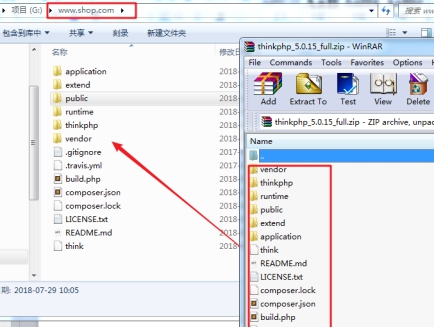 项目 (G:) www.shop.com 搜索 www
包含到库中 共享 刻录 新建文件夹
名称 修改日
application 2018-
extend 2018-
public 2018-
runtime 2018-
thinkphp 2018-
vendor 2018-
.gitignore 2018-
.travis.yml 2018-
build.php 2018-
composer.json 2018-
composer.lock 2018-
LICENSE.txt 2018-
README.md 2018-
think 2018-
日期: 2018-07-29 10:05
thinkphp_5.0.15_full.zip - WinRAR
File Commands Tools Favorites Options
Add Extract To Test View
thinkphp_5.0.15_full.zip - ZIP archive, unpac
Name
..
vendor
thinkphp
runtime
public
extend
application
think
README.md
LICENSE.txt
composer.lock
composer.json
build.php